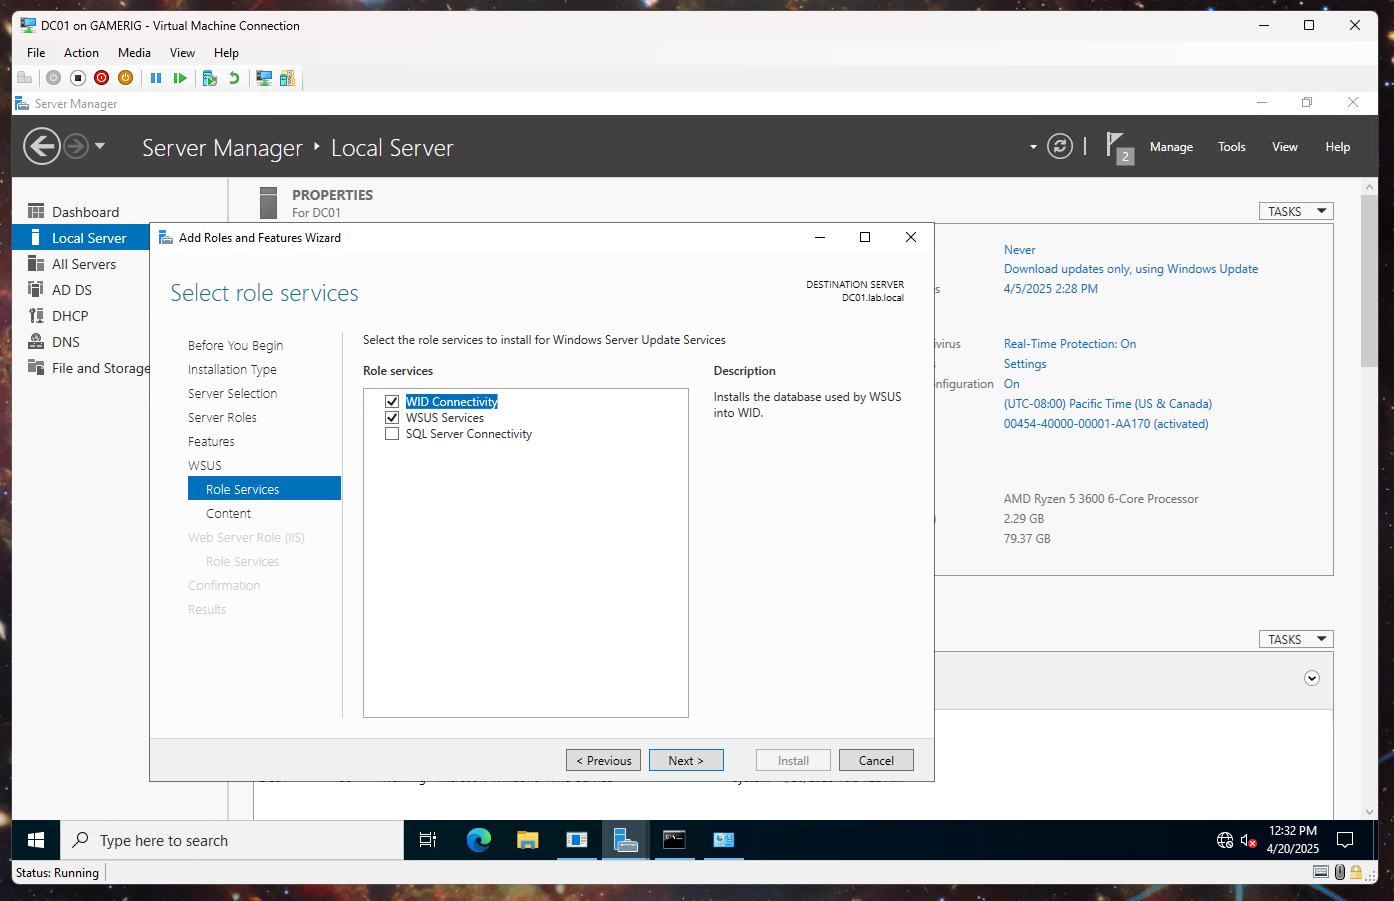 DC01 on GAMERIG - Virtual Machine Connection
File Action Media View Help
Server Manager
Server Manager ‣ Local Server
2
Manage Tools View Help
Dashboard
Local Server
All Servers
AD DS
DHCP
DNS
File and Storage
PROPERTIES
For DC01
TASKS
Never
Download updates only, using Windows Update
4/5/2025 2:28 PM
Real-Time Protection: On
Settings
On
(UTC-08:00) Pacific Time (US & Canada)
00454-40000-00001-AA170 (activated)
AMD Ryzen 5 3600 6-Core Processor
2.29 GB
79.37 GB
TASKS
Add Roles and Features Wizard
Select role services
DESTINATION SERVER
DC01.lab.local
Before You Begin
Installation Type
Server Selection
Server Roles
Features
WSUS
Role Services
Content
Web Server Role (IIS)
Role Services
Confirmation
Results
Select the role services to install for Windows Server Update Services
Role services
WID Connectivity
WSUS Services
SQL Server Connectivity
Description
Installs the database used by WSUS
into WID.
< Previous
Next >
Install
Cancel
Type here to search
12:32 PM
4/20/2025
Status: Running